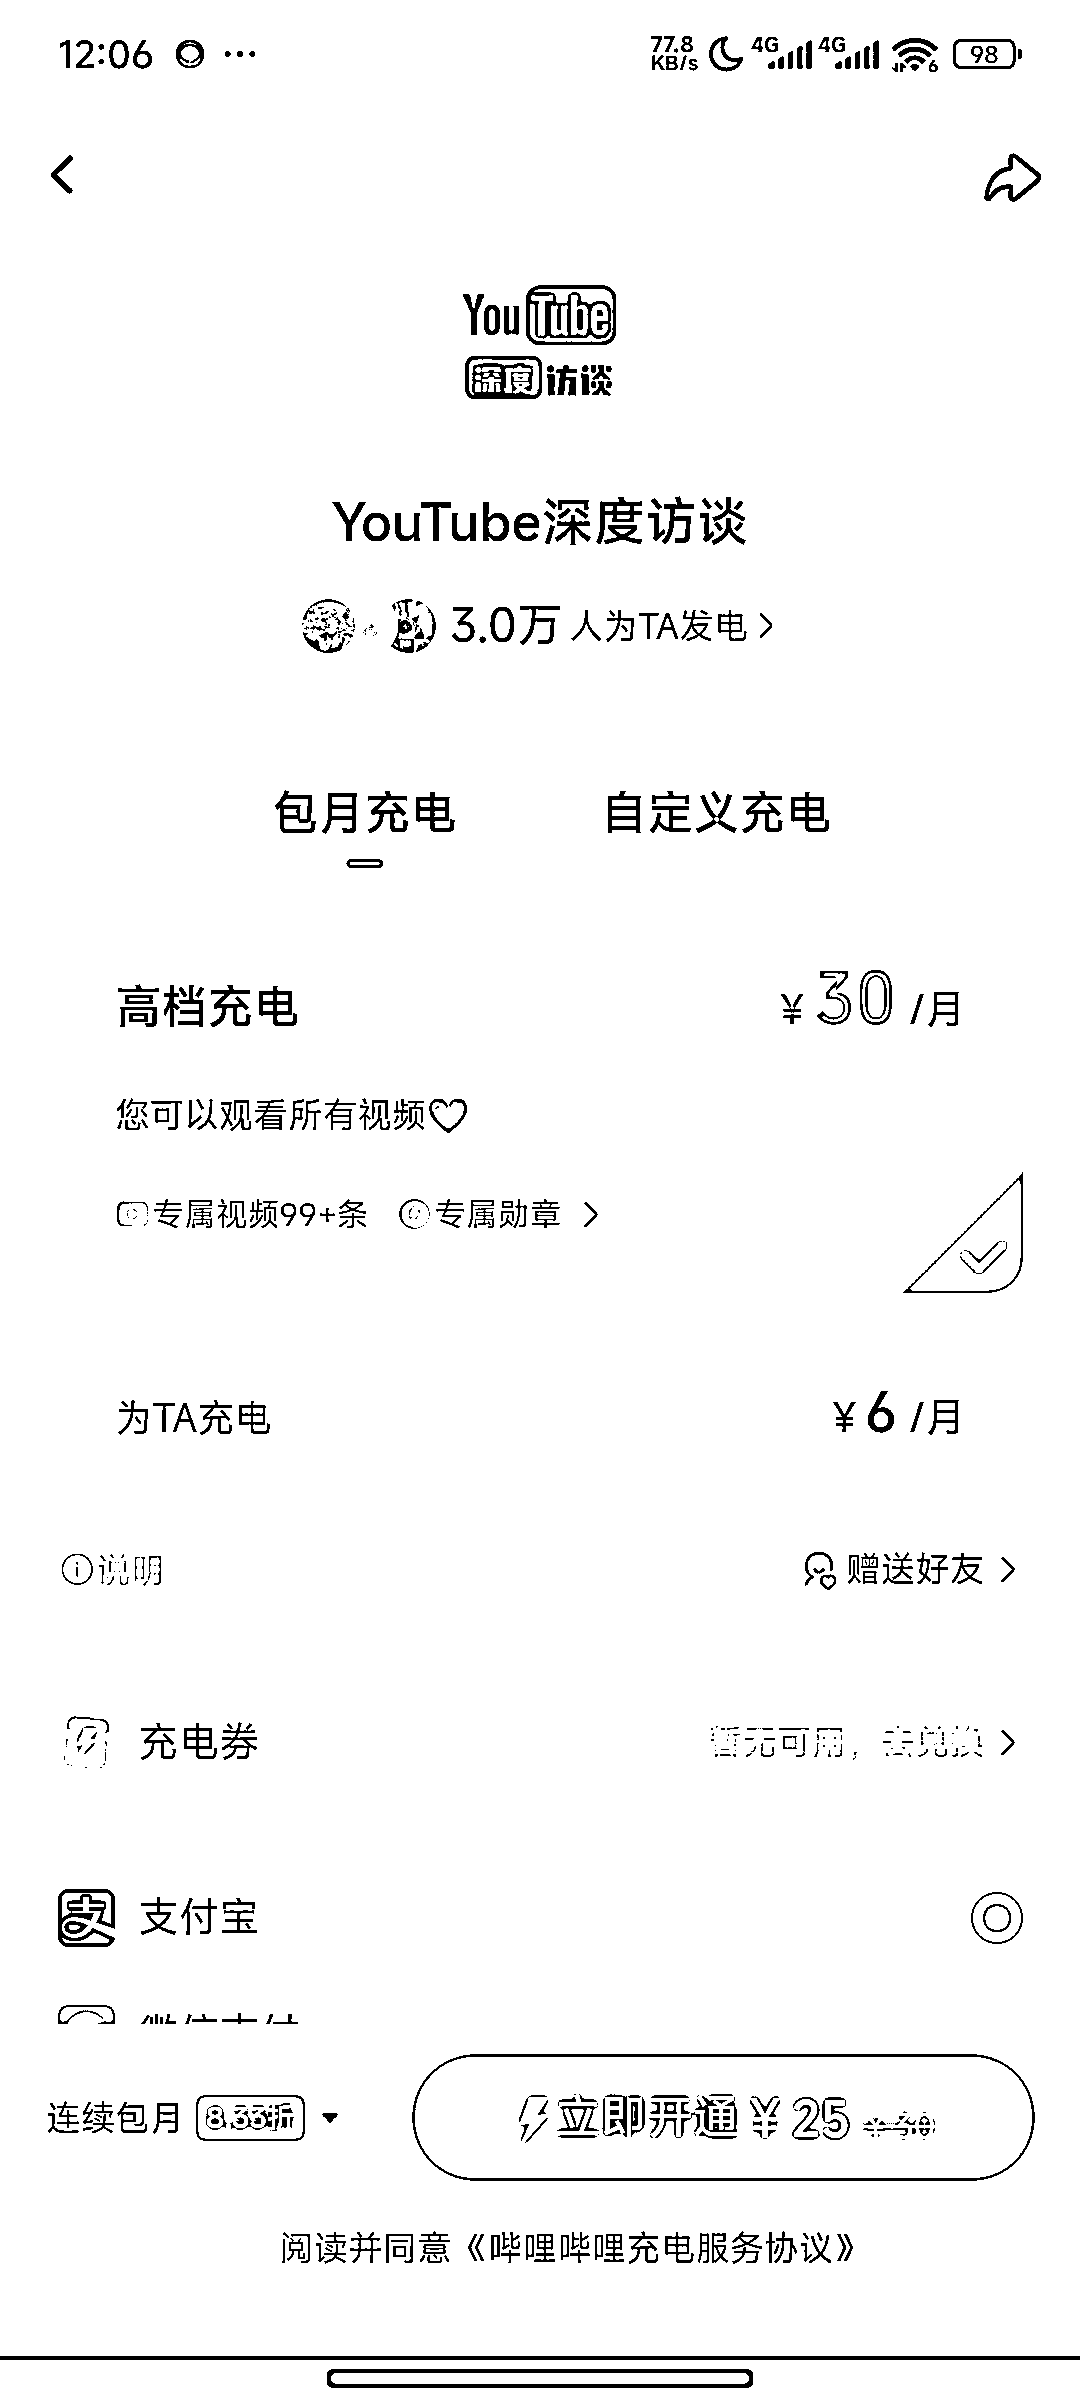 12:06 ··· 77.8 KB/s 4G 4G 6 98
YouTube
深度访谈
YouTube深度访谈
3.0万 人为TA发电 >
包月充电 自定义充电
高档充电 ¥30 /月
您可以观看所有视频♡
专属视频99+条 专属勋章 >
为TA充电 ¥6 /月
说明 赠送好友 >
充电券 暂无可用，去兑换 >
支付宝
微信支付
连续包月 8.33折 立即开通 ¥25 ¥30
阅读并同意《哔哩哔哩充电服务协议》